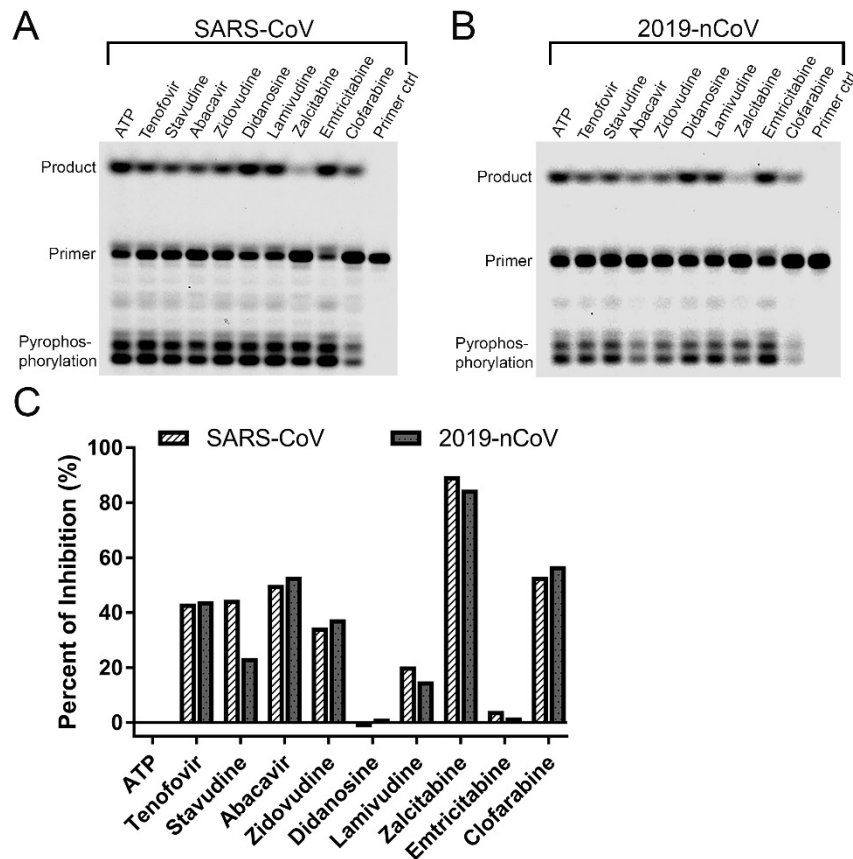 A
SARS-CoV
ATP
Tenofovir
Stavudine
Abacavir
Zidovudine
Didanosine
Lamivudine
Zalcitabine
Emtricitabine
Clofarabine
Primer ctrl
Product
Primer
Pyrophos-
phorylation
B
2019-nCoV
ATP
Tenofovir
Stavudine
Abacavir
Zidovudine
Didanosine
Lamivudine
Zalcitabine
Emtricitabine
Clofarabine
Primer ctrl
Product
Primer
Pyrophos-
phorylation
C
SARS-CoV 2019-nCoV
Percent of Inhibition (%)
100
80
60
40
20
0
ATP
Tenofovir
Stavudine
Abacavir
Zidovudine
Didanosine
Lamivudine
Zalcitabine
Emtricitabine
Clofarabine